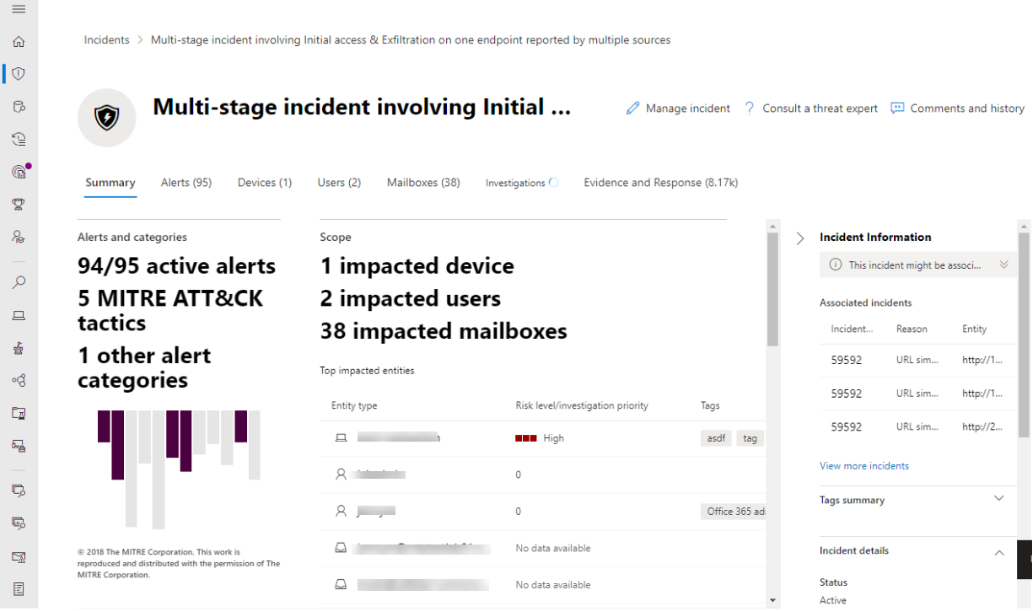 Incidents > Multi-stage incident involving Initial access & Exfiltration on one endpoint reported by multiple sources
Multi-stage incident involving Initial ...
Manage incident
? Consult a threat expert
Comments and history
Summary
Alerts (95)
Devices (1)
Users (2)
Mailboxes (38)
Investigations
Evidence and Response (8.17k)
Alerts and categories
94/95 active alerts
5 MITRE ATT&CK
tactics
1 other alert
categories
© 2018 The MITRE Corporation. This work is
reproduced and distributed with the permission of The
MITRE Corporation.
Scope
1 impacted device
2 impacted users
38 impacted mailboxes
Top impacted entities
Entity type Risk level/investigation priority Tags
High asdf tag
0
0 Office 365 ad
No data available
No data available
Incident Information
This incident might be associ...
Associated incidents
Incident... Reason Entity
59592 URL sim... http://1...
59592 URL sim... http://1...
59592 URL sim... http://2...
View more incidents
Tags summary
Incident details
Status
Active